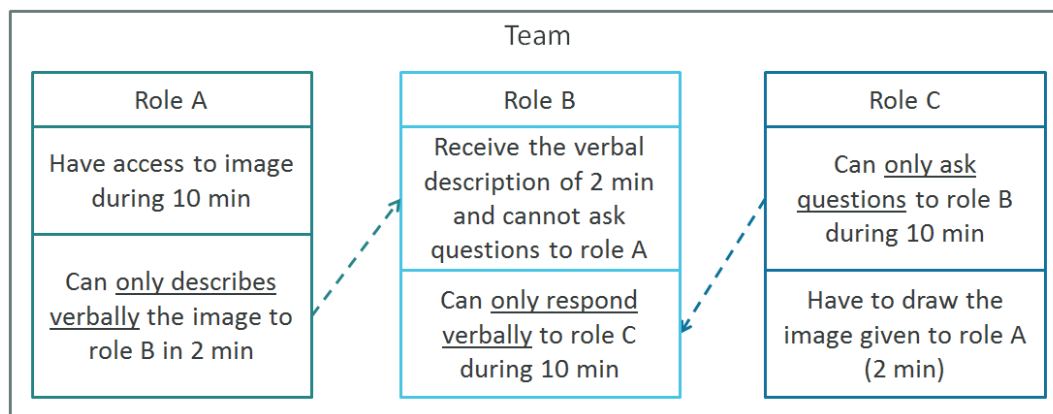 Team
Role A
Have access to image
during 10 min
Can only describes
verbally the image to
role B in 2 min
Role B
Receive the verbal
description of 2 min
and cannot ask
questions to role A
Can only respond
verbally to role C
during 10 min
Role C
Can only ask
questions to role B
during 10 min
Have to draw the
image given to role A
(2 min)